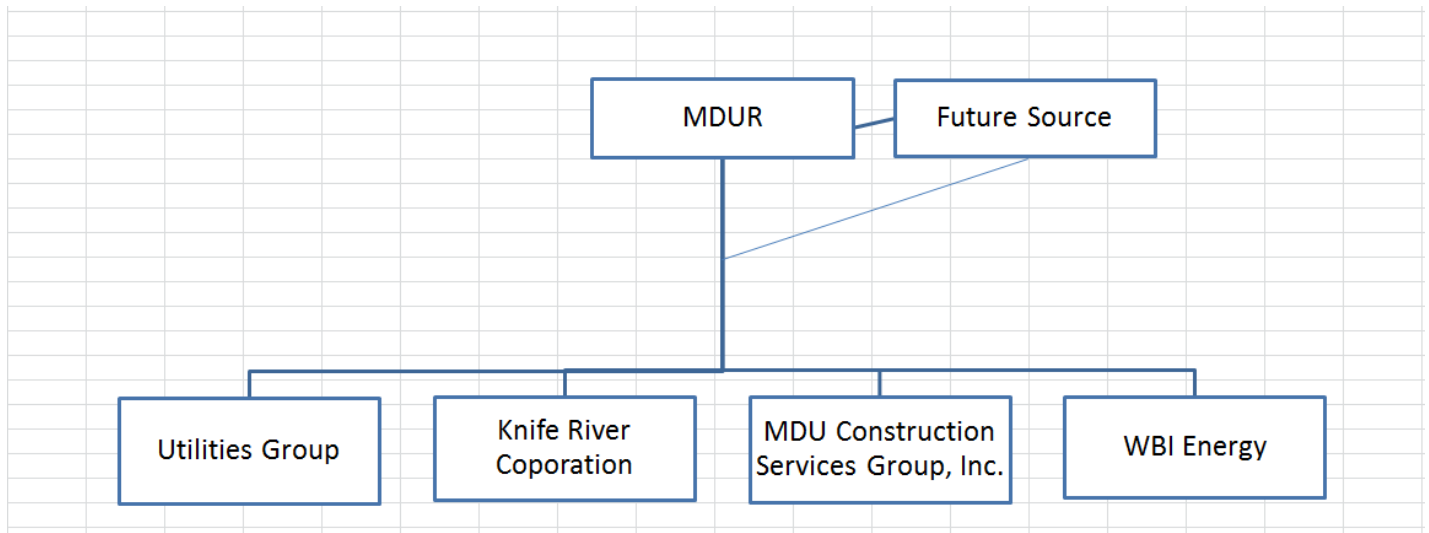 MDUR
Future Source
Utilities Group
Knife River
Coporation
MDU Construction
Services Group, Inc.
WBI Energy